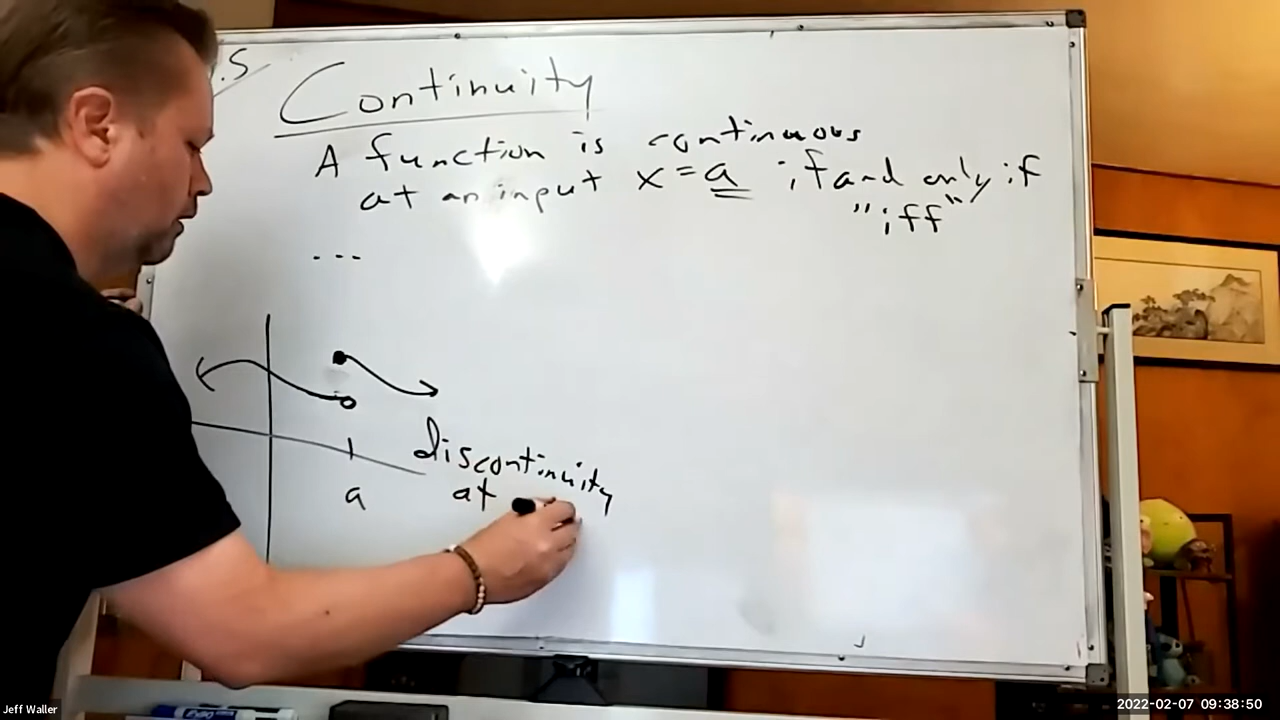 .5
Continuity
A function is continuous
at an input x = a if and only if
"iff"
...
discontinuity
a at
Jeff Waller
2022-02-07 09:38:50